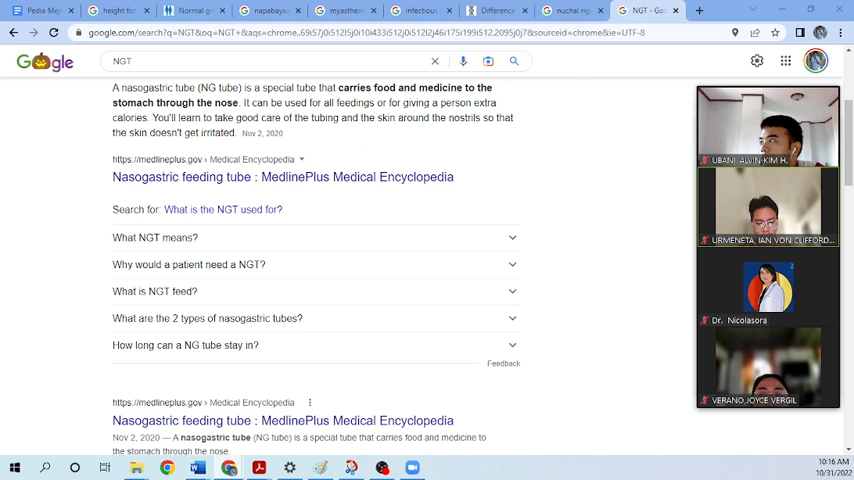 Pedia Mej
height for
Normal gr
napabayaa
myasthem
infectious
Difference
nuchal rig
NGT - Goo
google.com/search?q=NGT&oq=NGT+&aqs=chrome..69i57j0i512l5j0i10i433i512j0i512l2j46i175i199i512.2095j0j7&sourceid=chrome&ie=UTF-8
Google
NGT
A nasogastric tube (NG tube) is a special tube that carries food and medicine to the
stomach through the nose. It can be used for all feedings or for giving a person extra
calories. You'll learn to take good care of the tubing and the skin around the nostrils so that
the skin doesn't get irritated. Nov 2, 2020
https://medlineplus.gov › Medical Encyclopedia
Nasogastric feeding tube : MedlinePlus Medical Encyclopedia
Search for: What is the NGT used for?
What NGT means?
Why would a patient need a NGT?
What is NGT feed?
What are the 2 types of nasogastric tubes?
How long can a NG tube stay in?
Feedback
https://medlineplus.gov › Medical Encyclopedia
Nasogastric feeding tube : MedlinePlus Medical Encyclopedia
Nov 2, 2020 — A nasogastric tube (NG tube) is a special tube that carries food and medicine to
the stomach through the nose
UBANI, ALVIN KIM H.
URMENETA, IAN VON CLIFFORD...
Dr. Nicolasora
VERANO,JOYCE VERGIL
10:16 AM
10/31/2022